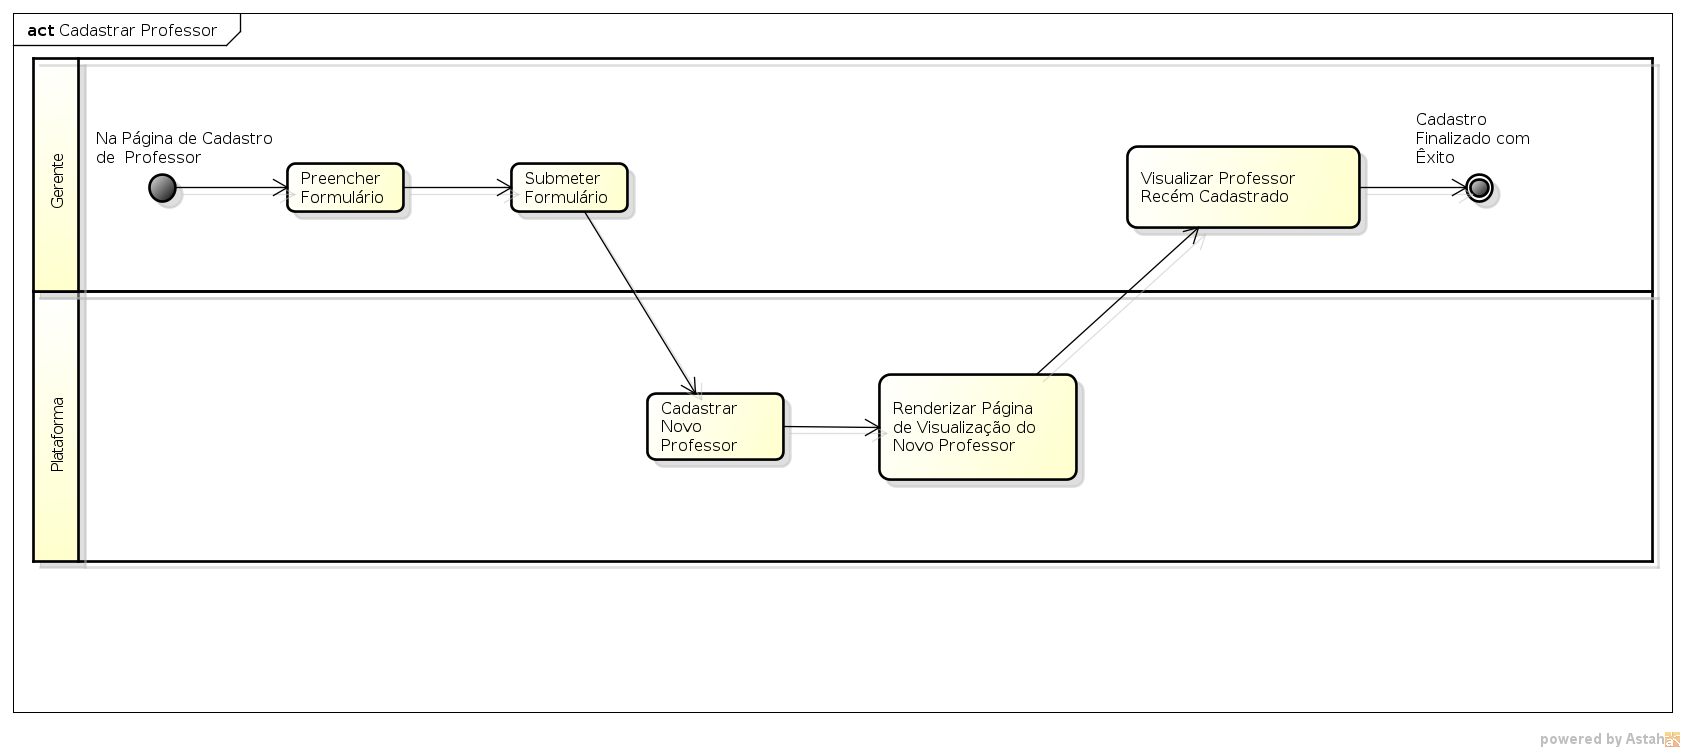 act Cadastrar Professor
Gerente
Na Página de Cadastro
de  Professor
Preencher
Formulário
Submeter
Formulário
Visualizar Professor
Recém Cadastrado
Cadastro
Finalizado com
Êxito
Plataforma
Cadastrar
Novo
Professor
Renderizar Página
de Visualização do
Novo Professor
powered by Astah